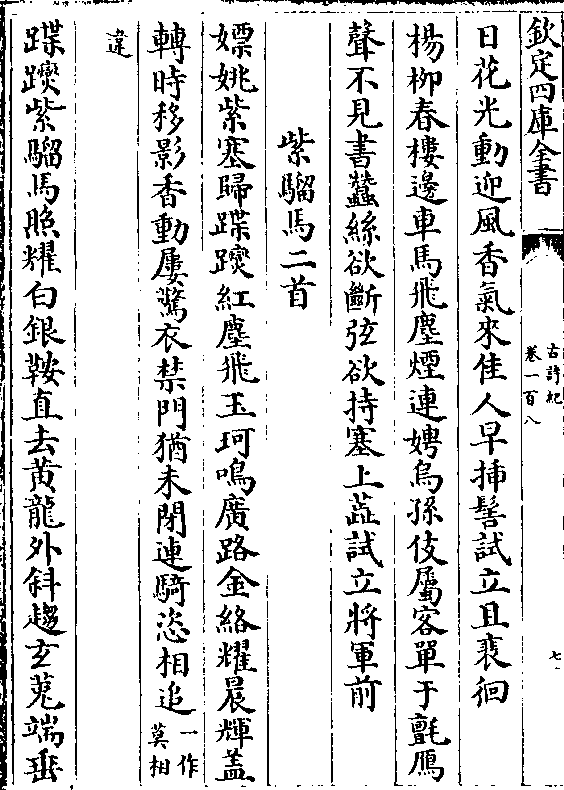 欽定四庫全書
古詩紀
卷一百八
七
日花光動迎風香氣來佳人早插髻試立且裴徊
楊柳春樓邊車馬飛塵煙連娉烏孫伎屬客單于氈鴈
聲不見書蠶絲欲斷弦欲持塞上蘂試立將軍前
紫騮馬二首
嫖姚紫塞歸蹀躞紅塵飛玉珂鳴廣路金絡耀晨輝蓋
轉時移影香動屢驚衣禁門猶未閉連騎恣相追一作莫相
違
蹀躞紫騮馬照耀白銀鞍直去黃龍外斜趨玄菟端垂